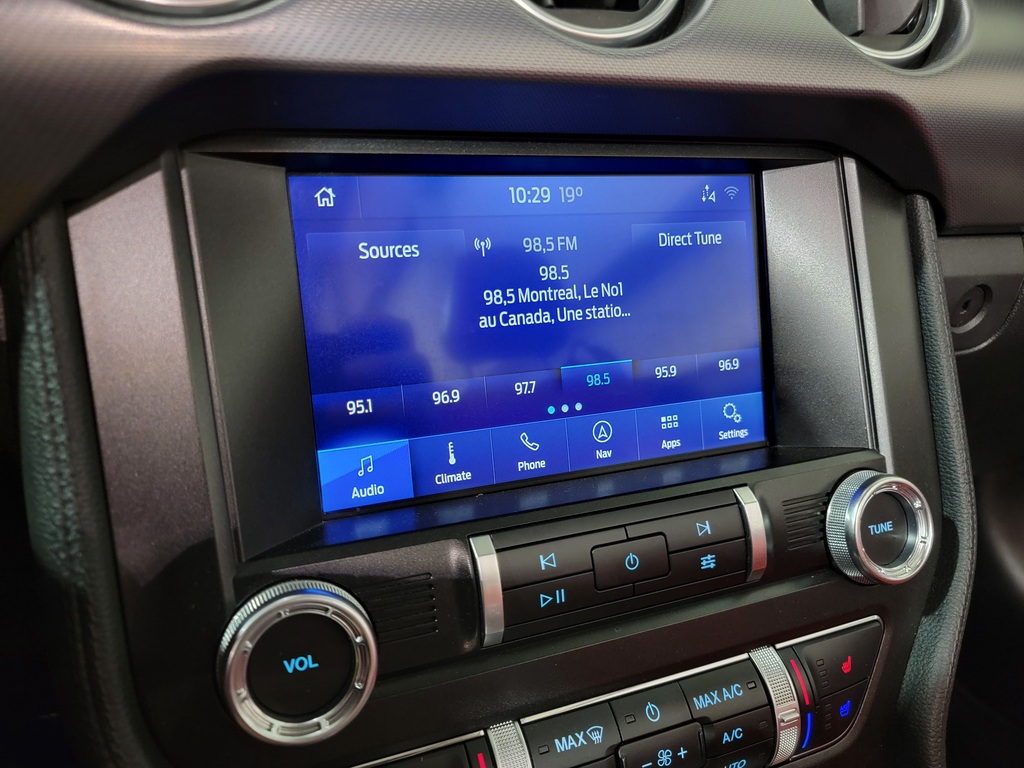 10:29 19°
Sources
98,5 FM
Direct Tune
98.5
98,5 Montreal, Le No1
au Canada, Une statio...
95.1
96.9
97.7
98.5
95.9
96.9
Audio
Climate
Phone
Nav
Apps
Settings
TUNE
VOL
MAX A/C
MAX
A/C
- +
AUTO